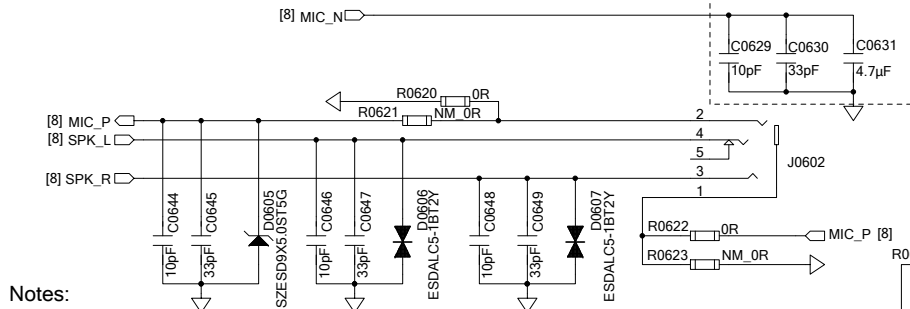 [8] MIC_N
C0629
C0630
C0631
10pF
33pF
4.7µF
R0620
0R
R0621
NM_0R
[8] MIC_P
2
[8] SPK_L
4
5
J0602
[8] SPK_R
3
1
C0644
10pF
C0645
33pF
D0605
SZESD9X5.0ST5G
C0646
10pF
C0647
33pF
D0606
ESDALC5-1BT2Y
C0648
10pF
C0649
33pF
D0607
ESDALC5-1BT2Y
R0622
0R
MIC_P [8]
R0623
NM_0R
R0
Notes: